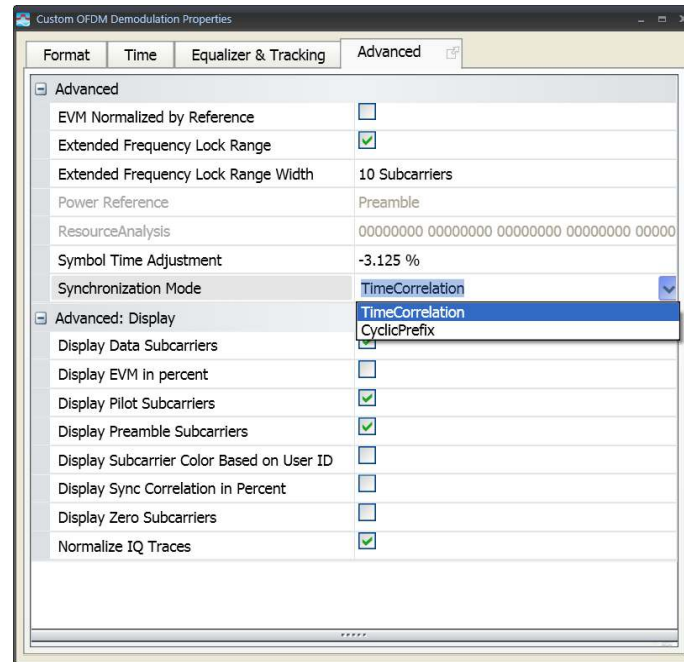 Custom OFDM Demodulation Properties
Format Time Equalizer & Tracking Advanced
Advanced
EVM Normalized by Reference
Extended Frequency Lock Range
Extended Frequency Lock Range Width 10 Subcarriers
Power Reference Preamble
ResourceAnalysis 00000000 00000000 00000000 00000000 00000
Symbol Time Adjustment -3.125 %
Synchronization Mode TimeCorrelation
TimeCorrelation
Advanced: Display
CyclicPrefix
Display Data Subcarriers
Display EVM in percent
Display Pilot Subcarriers
Display Preamble Subcarriers
Display Subcarrier Color Based on User ID
Display Sync Correlation in Percent
Display Zero Subcarriers
Normalize IQ Traces